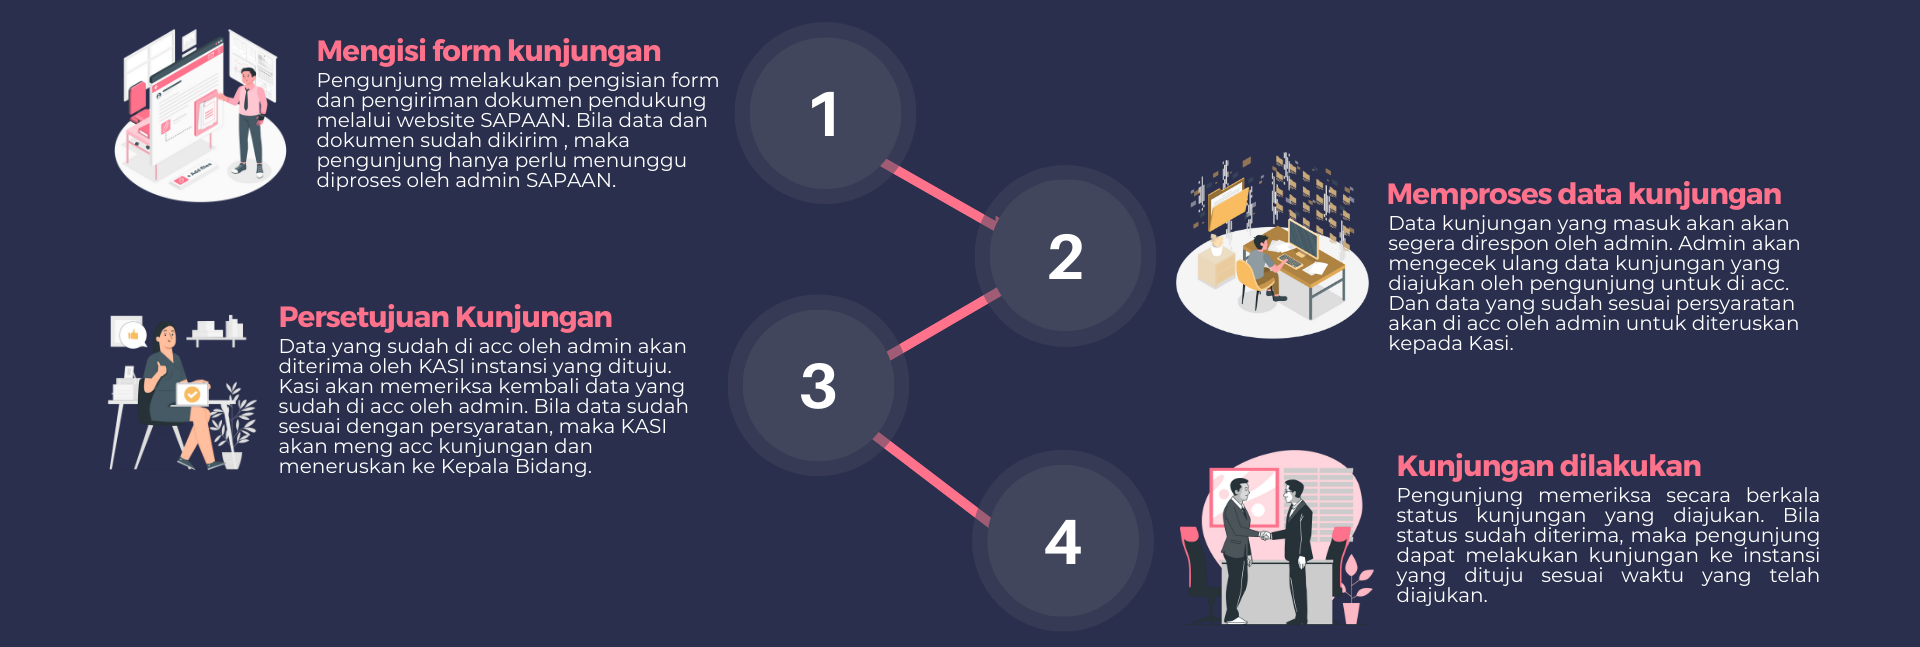 Mengisi form kunjungan
Pengunjung melakukan pengisian form
dan pengiriman dokumen pendukung
melalui website SAPAAN. Bila data dan
dokumen sudah dikirim , maka
pengunjung hanya perlu menunggu
diproses oleh admin SAPAAN.
1
2
Memproses data kunjungan
Data kunjungan yang masuk akan akan
segera direspon oleh admin. Admin akan
mengecek ulang data kunjungan yang
diajukan oleh pengunjung untuk di acc.
Dan data yang sudah sesuai persyaratan
akan di acc oleh admin untuk diteruskan
kepada Kasi.
Persetujuan Kunjungan
Data yang sudah di acc oleh admin akan
diterima oleh KASI instansi yang dituju.
Kasi akan memeriksa kembali data yang
sudah di acc oleh admin. Bila data sudah
sesuai dengan persyaratan, maka KASI
akan meng acc kunjungan dan
meneruskan ke Kepala Bidang.
3
4
Kunjungan dilakukan
Pengunjung memeriksa secara berkala
status kunjungan yang diajukan. Bila
status sudah diterima, maka pengunjung
dapat melakukan kunjungan ke instansi
yang dituju sesuai waktu yang telah
diajukan.